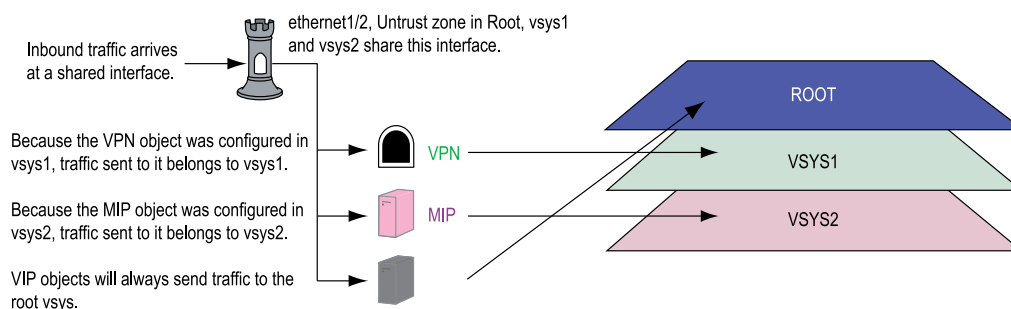 ethernet1/2, Untrust zone in Root, vsys1
and vsys2 share this interface.
Inbound traffic arrives
at a shared interface.
ROOT
Because the VPN object was configured in
vsys1, traffic sent to it belongs to vsys1.
VPN
VSYS1
Because the MIP object was configured in
vsys2, traffic sent to it belongs to vsys2.
MIP
VSYS2
VIP objects will always send traffic to the
root vsys.